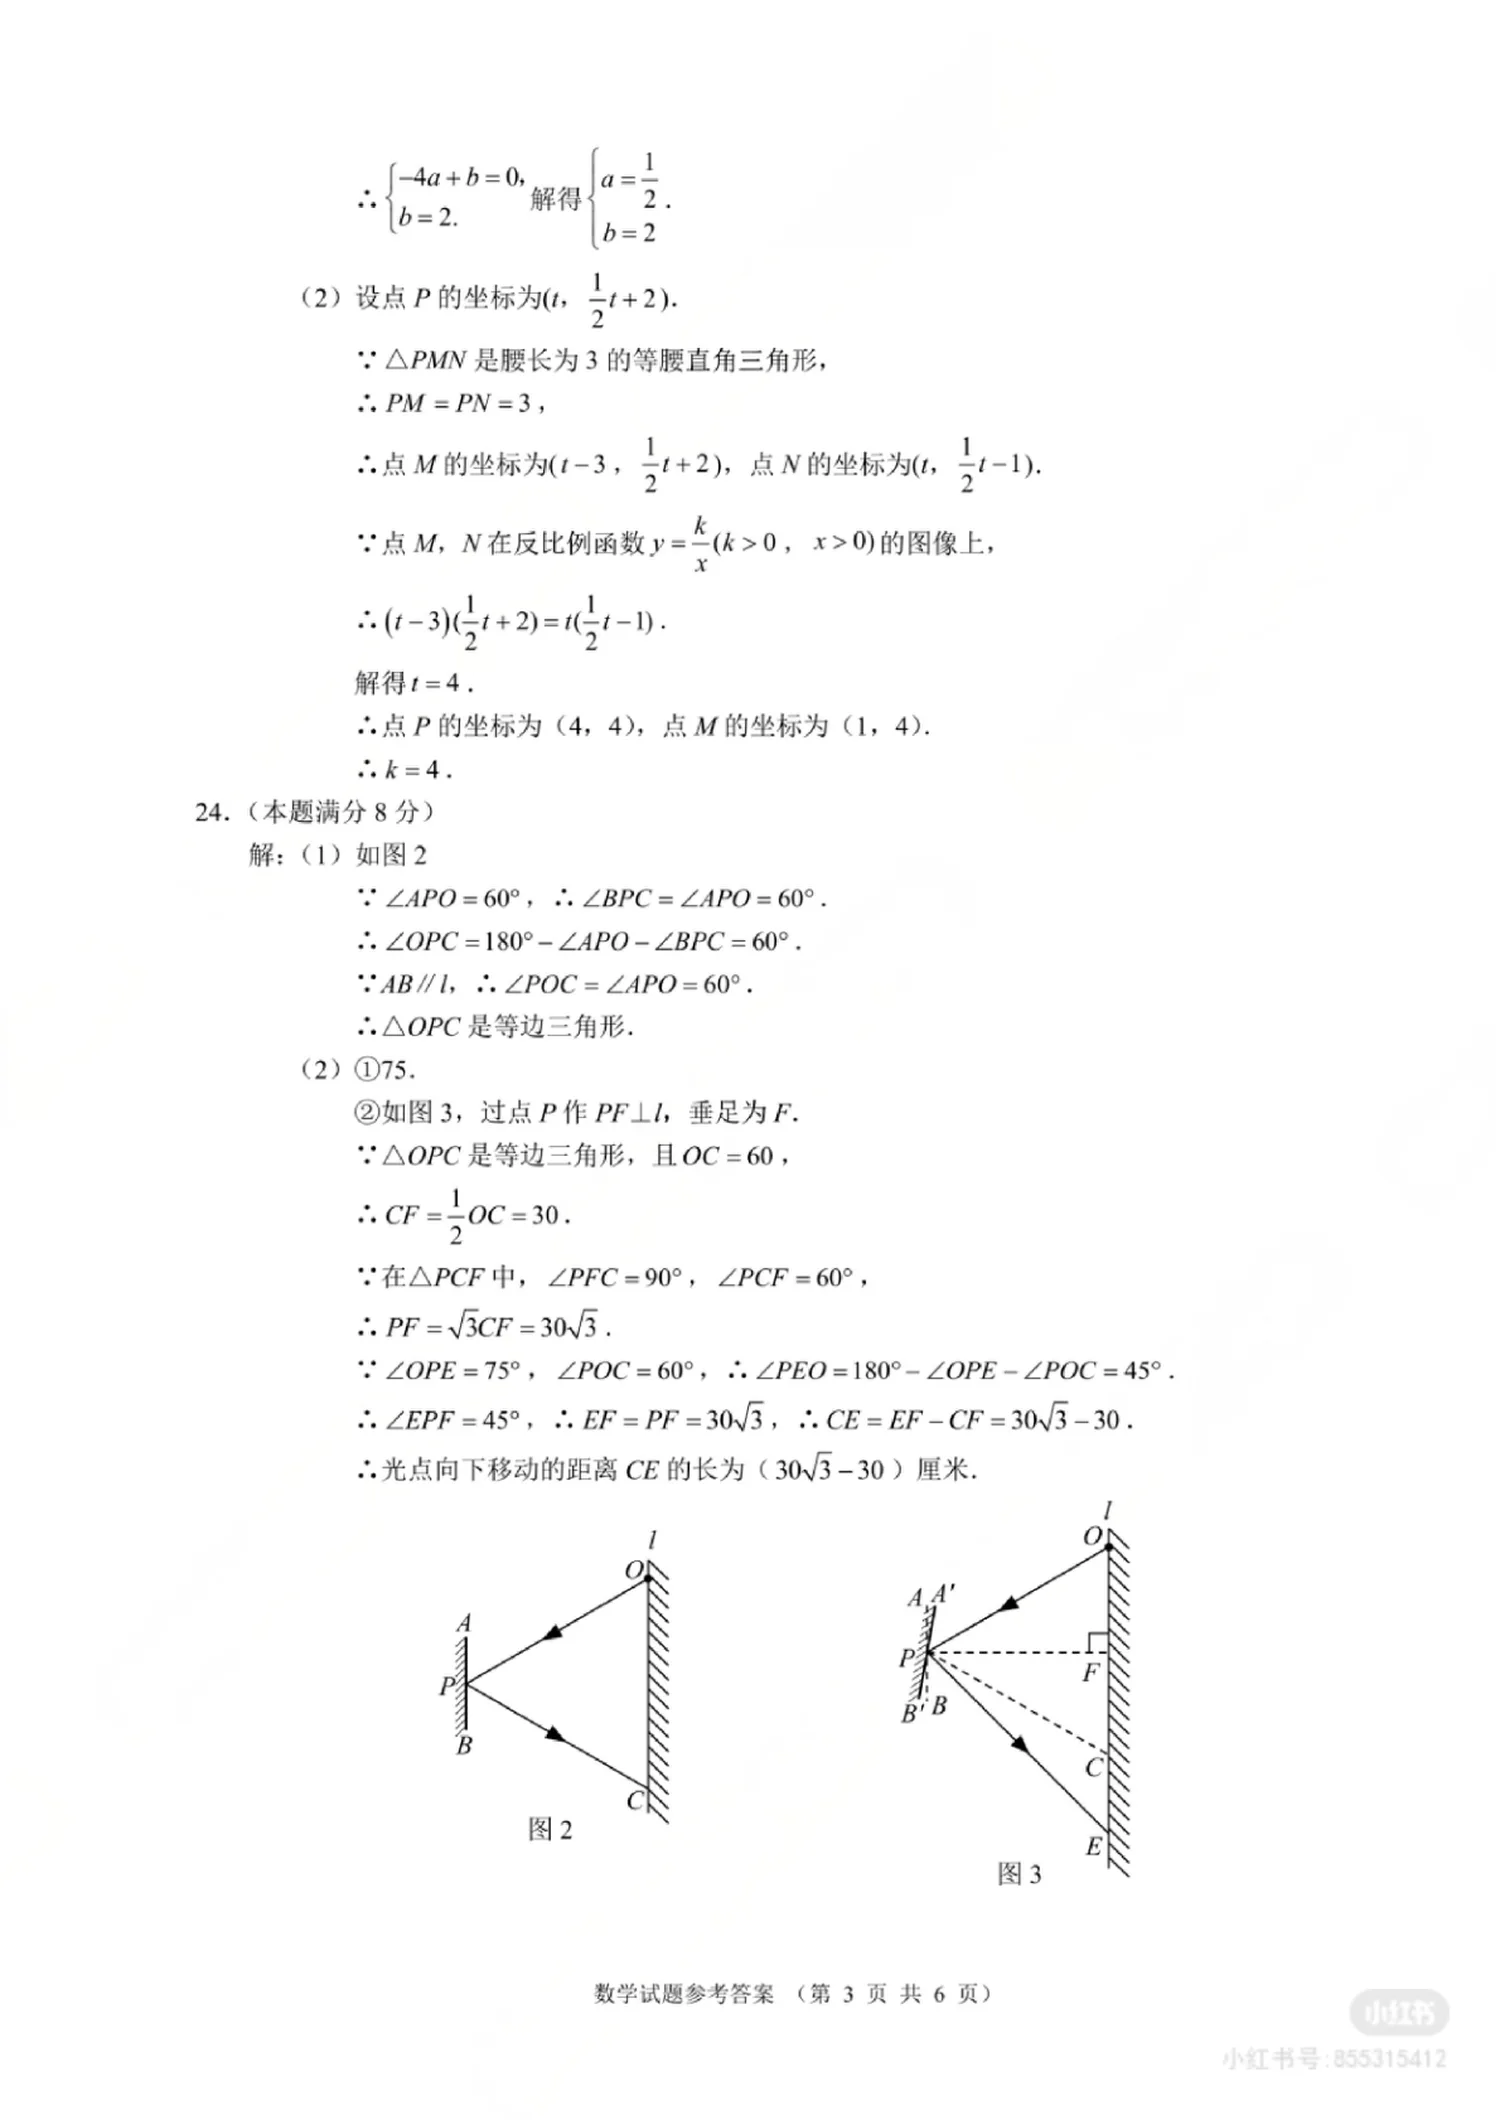 ∴ {-4a+b=0, b=2. 解得 {a=1/2, b=2 .
（2）设点 P 的坐标为(t, 1/2t+2).
∵ △PMN 是腰长为 3 的等腰直角三角形，
∴ PM = PN = 3，
∴点 M 的坐标为(t-3, 1/2t+2)，点 N 的坐标为(t, 1/2t-1).
∵点 M，N 在反比例函数 y=k/x(k>0, x>0)的图像上，
∴ (t-3)(1/2t+2)=t(1/2t-1).
解得 t=4.
∴点 P 的坐标为（4，4），点 M 的坐标为（1，4）.
∴ k=4.
24.（本题满分 8 分）
解:（1）如图 2
∵ ∠APO=60°，∴ ∠BPC=∠APO=60°.
∴ ∠OPC=180°-∠APO-∠BPC=60°.
∵AB∥l，∴ ∠POC=∠APO=60°.
∴△OPC 是等边三角形.
（2）①75.
②如图 3，过点 P 作 PF⊥l，垂足为 F.
∵△OPC 是等边三角形，且 OC=60，
∴ CF=1/2OC=30.
∵在△PCF 中，∠PFC=90°，∠PCF=60°，
∴ PF=√3CF=30√3.
∵ ∠OPE=75°，∠POC=60°，∴ ∠PEO=180°-∠OPE-∠POC=45°.
∴ ∠EPF=45°，∴ EF=PF=30√3，∴ CE=EF-CF=30√3-30.
∴光点向下移动的距离 CE 的长为（30√3-30）厘米.
l
O
A
P
B
C
图 2
l
O
A A'
P
F
B' B
C
E
图 3
数学试题参考答案 （第 3 页 共 6 页）
小红书
小红书号:855315412